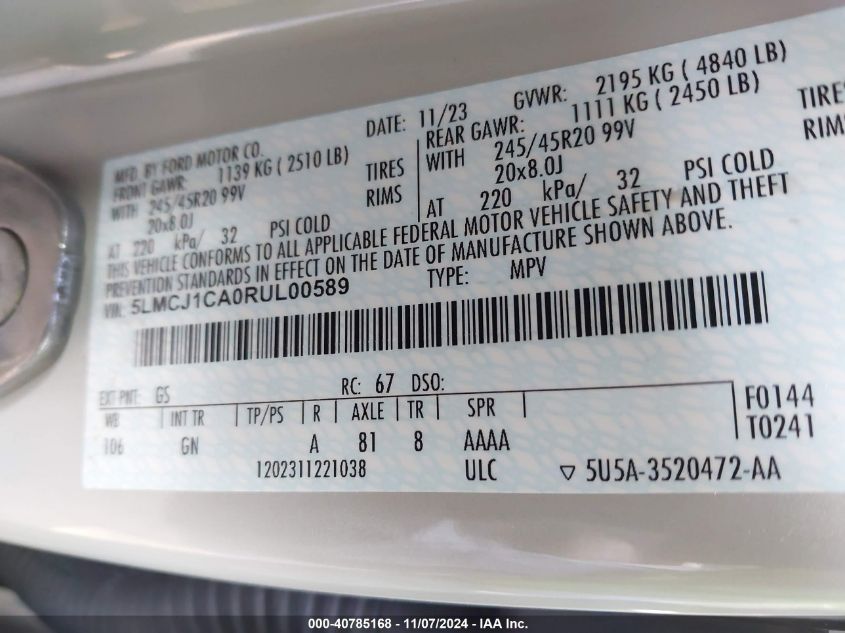 MFD. BY FORD MOTOR CO.
DATE: 11/23
GVWR: 2195 KG ( 4840 LB)
FRONT GAWR: 1139 KG ( 2510 LB)
REAR GAWR: 1111 KG ( 2450 LB)
WITH 245/45R20 99V TIRES
WITH 245/45R20 99V TIRE
20x8.0J RIMS
20x8.0J RIMS
AT 220 kPa/ 32 PSI COLD
AT 220 kPa/ 32 PSI COLD
THIS VEHICLE CONFORMS TO ALL APPLICABLE FEDERAL MOTOR VEHICLE SAFETY AND THEFT
PREVENTION STANDARDS IN EFFECT ON THE DATE OF MANUFACTURE SHOWN ABOVE.
VIN: 5LMCJ1CA0RUL00589 TYPE: MPV
EXT PNT: GS RC: 67 DSO:
WB INT TR TP/PS R AXLE TR SPR F0144
106 GN A 81 8 AAAA T0241
1202311221038 ULC ▽ 5U5A-3520472-AA
000-40785168 - 11/07/2024 - IAA Inc.